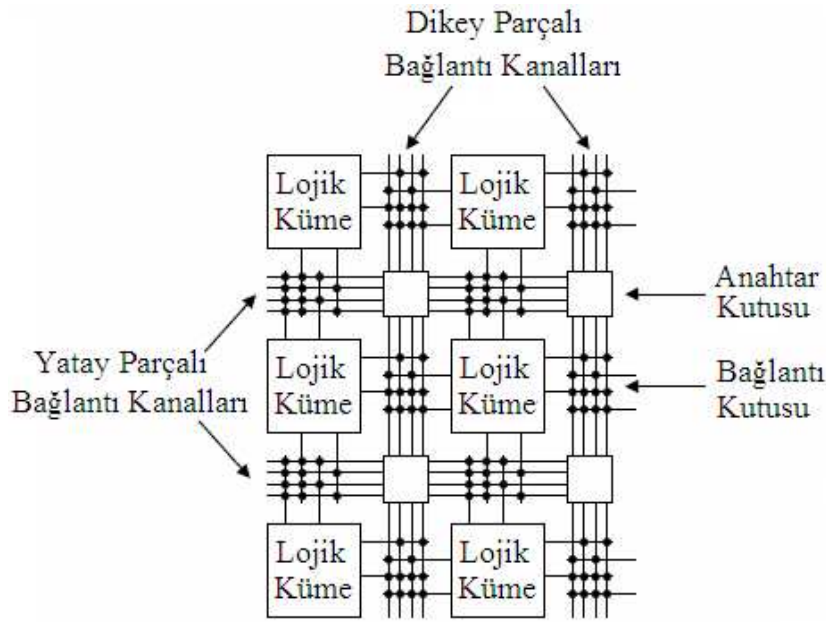 Dikey Parçalı
Bağlantı Kanalları
Lojik
Küme
Lojik
Küme
Anahtar
Kutusu
Yatay Parçalı
Bağlantı Kanalları
Lojik
Küme
Lojik
Küme
Bağlantı
Kutusu
Lojik
Küme
Lojik
Küme